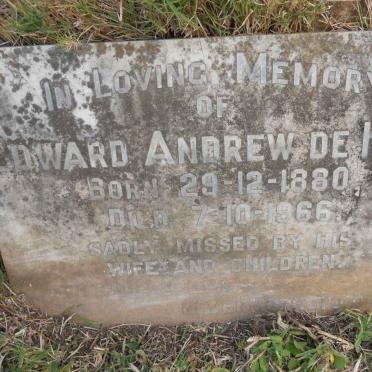 IN LOVING MEMORY
OF
DWARD ANDREW DE
BORN 29-12-1880.
DIED 7-10-1966.
SADLY MISSED BY HIS
WIFE AND CHILDREN.